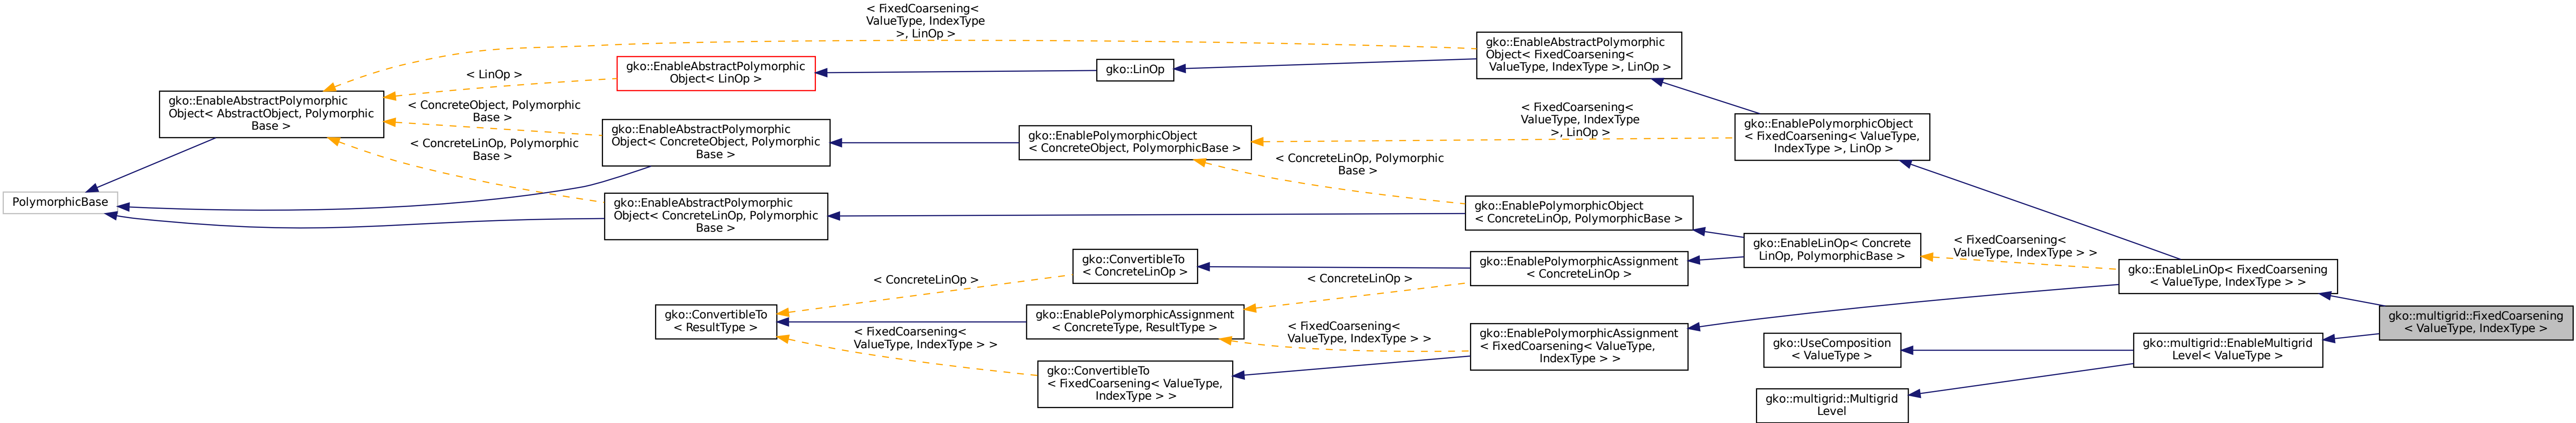 < FixedCoarsening<
ValueType, IndexType
>, LinOp >
gko::EnableAbstractPolymorphic
Object< FixedCoarsening<
ValueType, IndexType >, LinOp >
< LinOp >
gko::EnableAbstractPolymorphic
Object< LinOp >
gko::LinOp
gko::EnableAbstractPolymorphic
Object< AbstractObject, Polymorphic
Base >
< ConcreteObject, Polymorphic
Base >
gko::EnableAbstractPolymorphic
Object< ConcreteObject, Polymorphic
Base >
gko::EnablePolymorphicObject
< ConcreteObject, PolymorphicBase >
< FixedCoarsening<
ValueType, IndexType
>, LinOp >
gko::EnablePolymorphicObject
< FixedCoarsening< ValueType,
IndexType >, LinOp >
< ConcreteLinOp, Polymorphic
Base >
< ConcreteLinOp, Polymorphic
Base >
PolymorphicBase
gko::EnableAbstractPolymorphic
Object< ConcreteLinOp, Polymorphic
Base >
gko::EnablePolymorphicObject
< ConcreteLinOp, PolymorphicBase >
gko::EnableLinOp< Concrete
LinOp, PolymorphicBase >
< FixedCoarsening<
ValueType, IndexType > >
gko::ConvertibleTo
< ConcreteLinOp >
gko::EnablePolymorphicAssignment
< ConcreteLinOp >
gko::EnableLinOp< FixedCoarsening
< ValueType, IndexType > >
< ConcreteLinOp >
< ConcreteLinOp >
gko::ConvertibleTo
< ResultType >
gko::EnablePolymorphicAssignment
< ConcreteType, ResultType >
< FixedCoarsening<
ValueType, IndexType > >
< FixedCoarsening<
ValueType, IndexType > >
gko::EnablePolymorphicAssignment
< FixedCoarsening< ValueType,
IndexType > >
gko::multigrid::FixedCoarsening
< ValueType, IndexType >
gko::UseComposition
< ValueType >
gko::multigrid::EnableMultigrid
Level< ValueType >
gko::ConvertibleTo
< FixedCoarsening< ValueType,
IndexType > >
gko::multigrid::Multigrid
Level